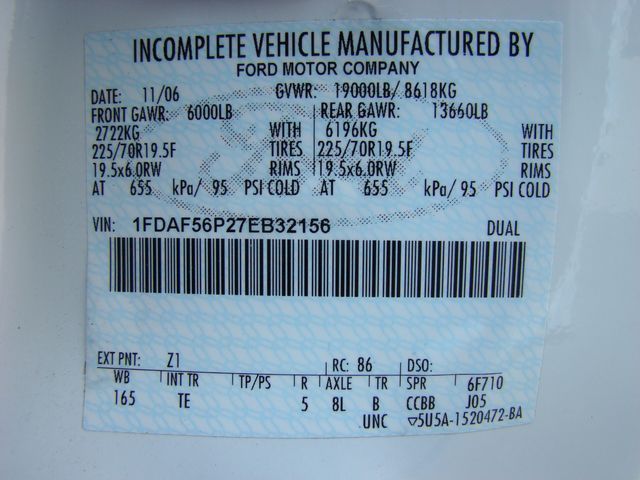 INCOMPLETE VEHICLE MANUFACTURED BY
FORD MOTOR COMPANY
DATE: 11/06 GVWR: 19000LB/ 8618KG
FRONT GAWR: 6000LB REAR GAWR: 13660LB
2722KG WITH 6196KG WITH
225/70R19.5F TIRES 225/70R19.5F TIRES
19.5x6.0RW RIMS 19.5x6.0RW RIMS
AT 655 kPa/ 95 PSI COLD AT 655 kPa/ 95 PSI COLD
VIN: 1FDAF56P27EB32156 DUAL
EXT PNT: Z1 RC: 86 DSO:
WB INT TR TP/PS R AXLE TR SPR 6F710
165 TE 5 8L B CCBB J05
UNC ▽5U5A-1520472-BA